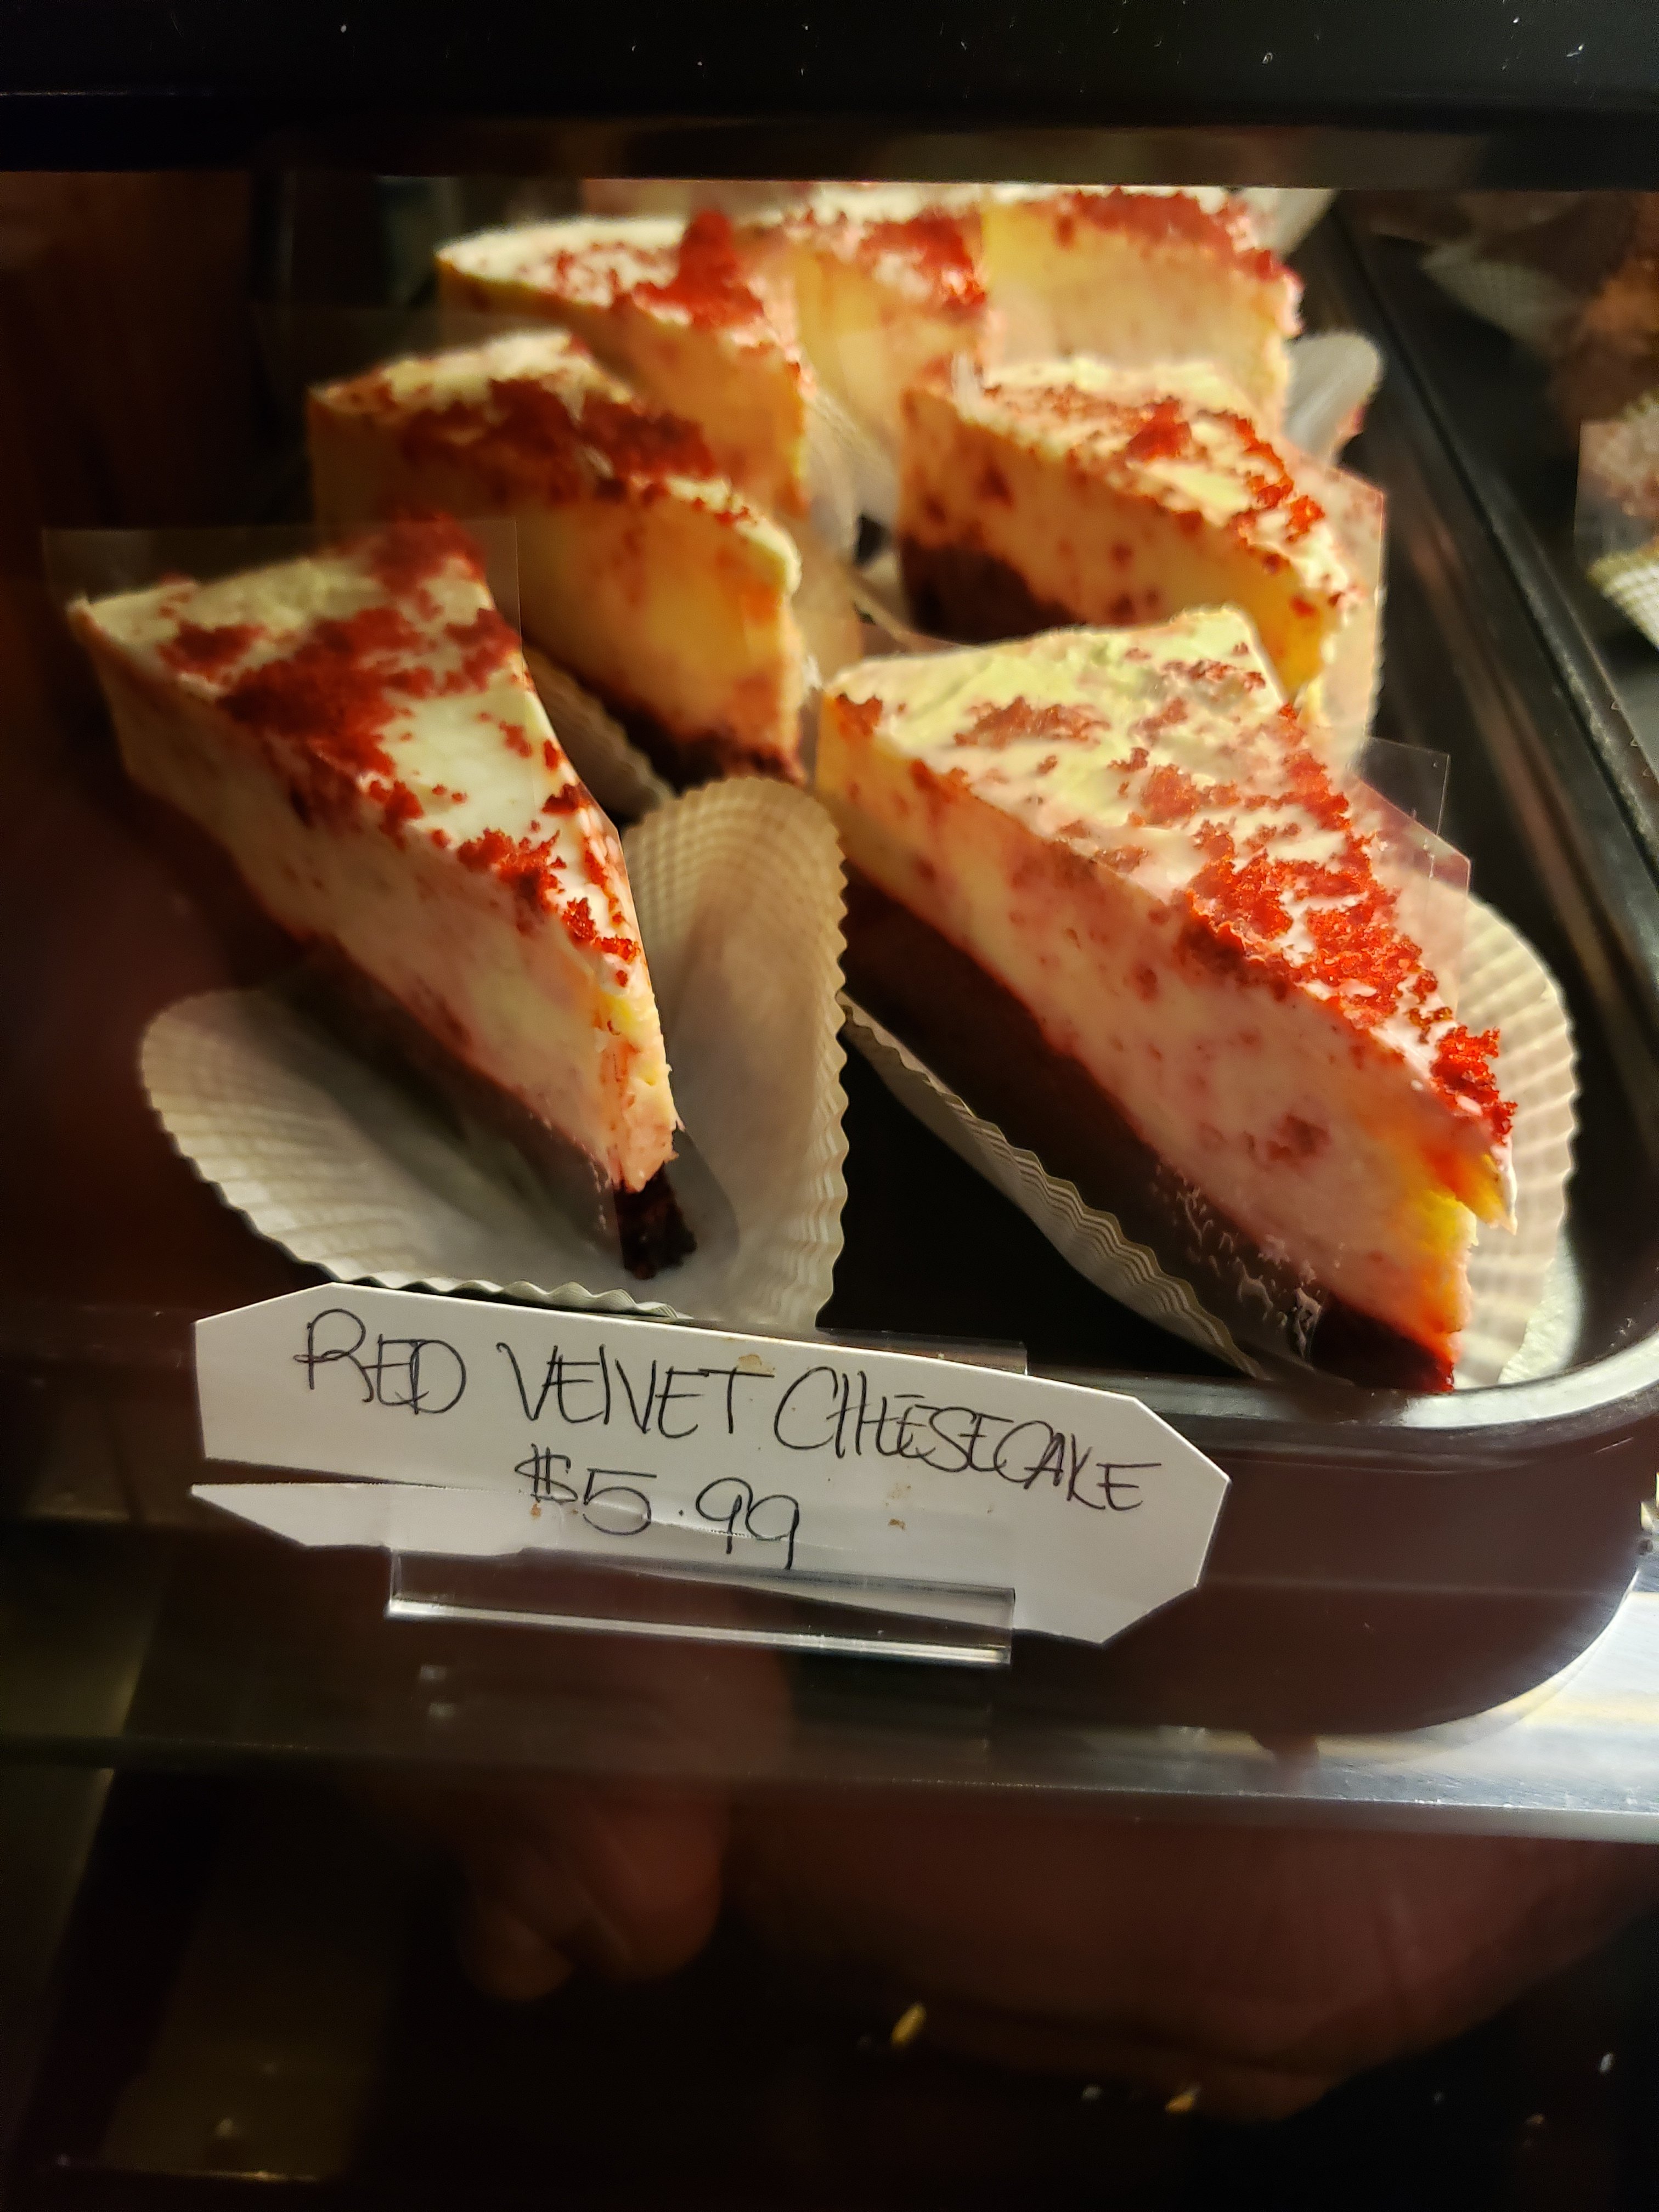 RED VELVET CHEESECAKE
$5.99